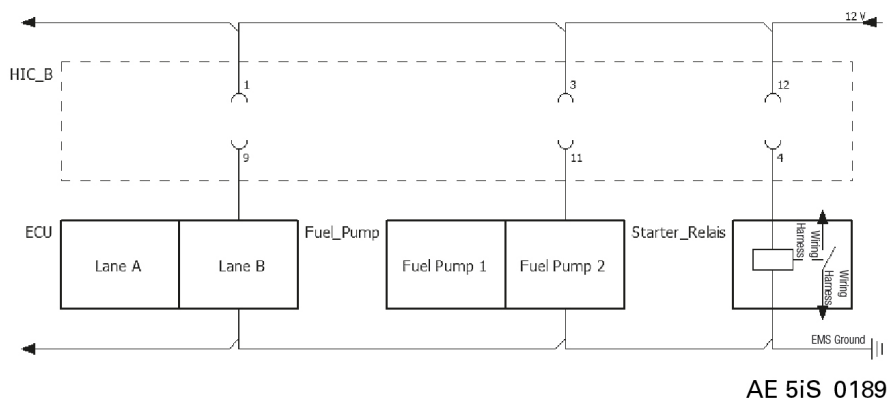 12 V
HIC_B
1
3
12
9
11
4
ECU
Lane A
Lane B
Fuel_Pump
Fuel Pump 1
Fuel Pump 2
Starter_Relais
Wiring
Harness
Wiring
Harness
EMS Ground
AE 5iS 0189